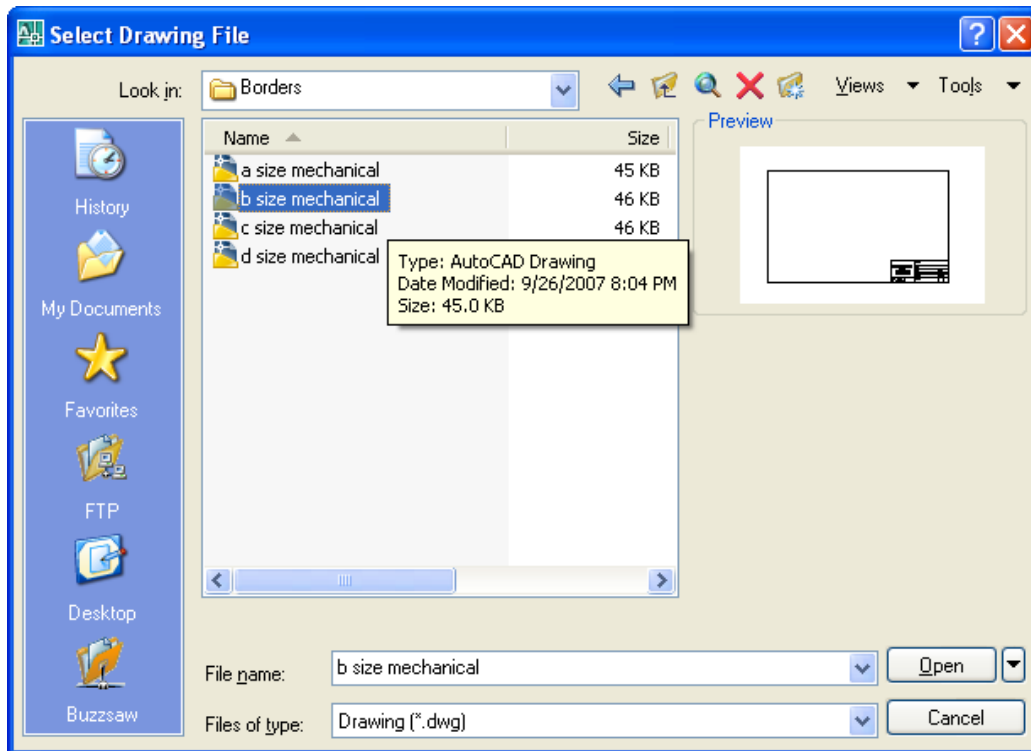 Select Drawing File
Look in: Borders Views Tools
Name Size
a size mechanical 45 KB
b size mechanical 46 KB
c size mechanical 46 KB
d size mechanical
Type: AutoCAD Drawing
Date Modified: 9/26/2007 8:04 PM
Size: 45.0 KB
Preview
History
My Documents
Favorites
FTP
Desktop
Buzzsaw
File name: b size mechanical Open
Files of type: Drawing (*.dwg) Cancel